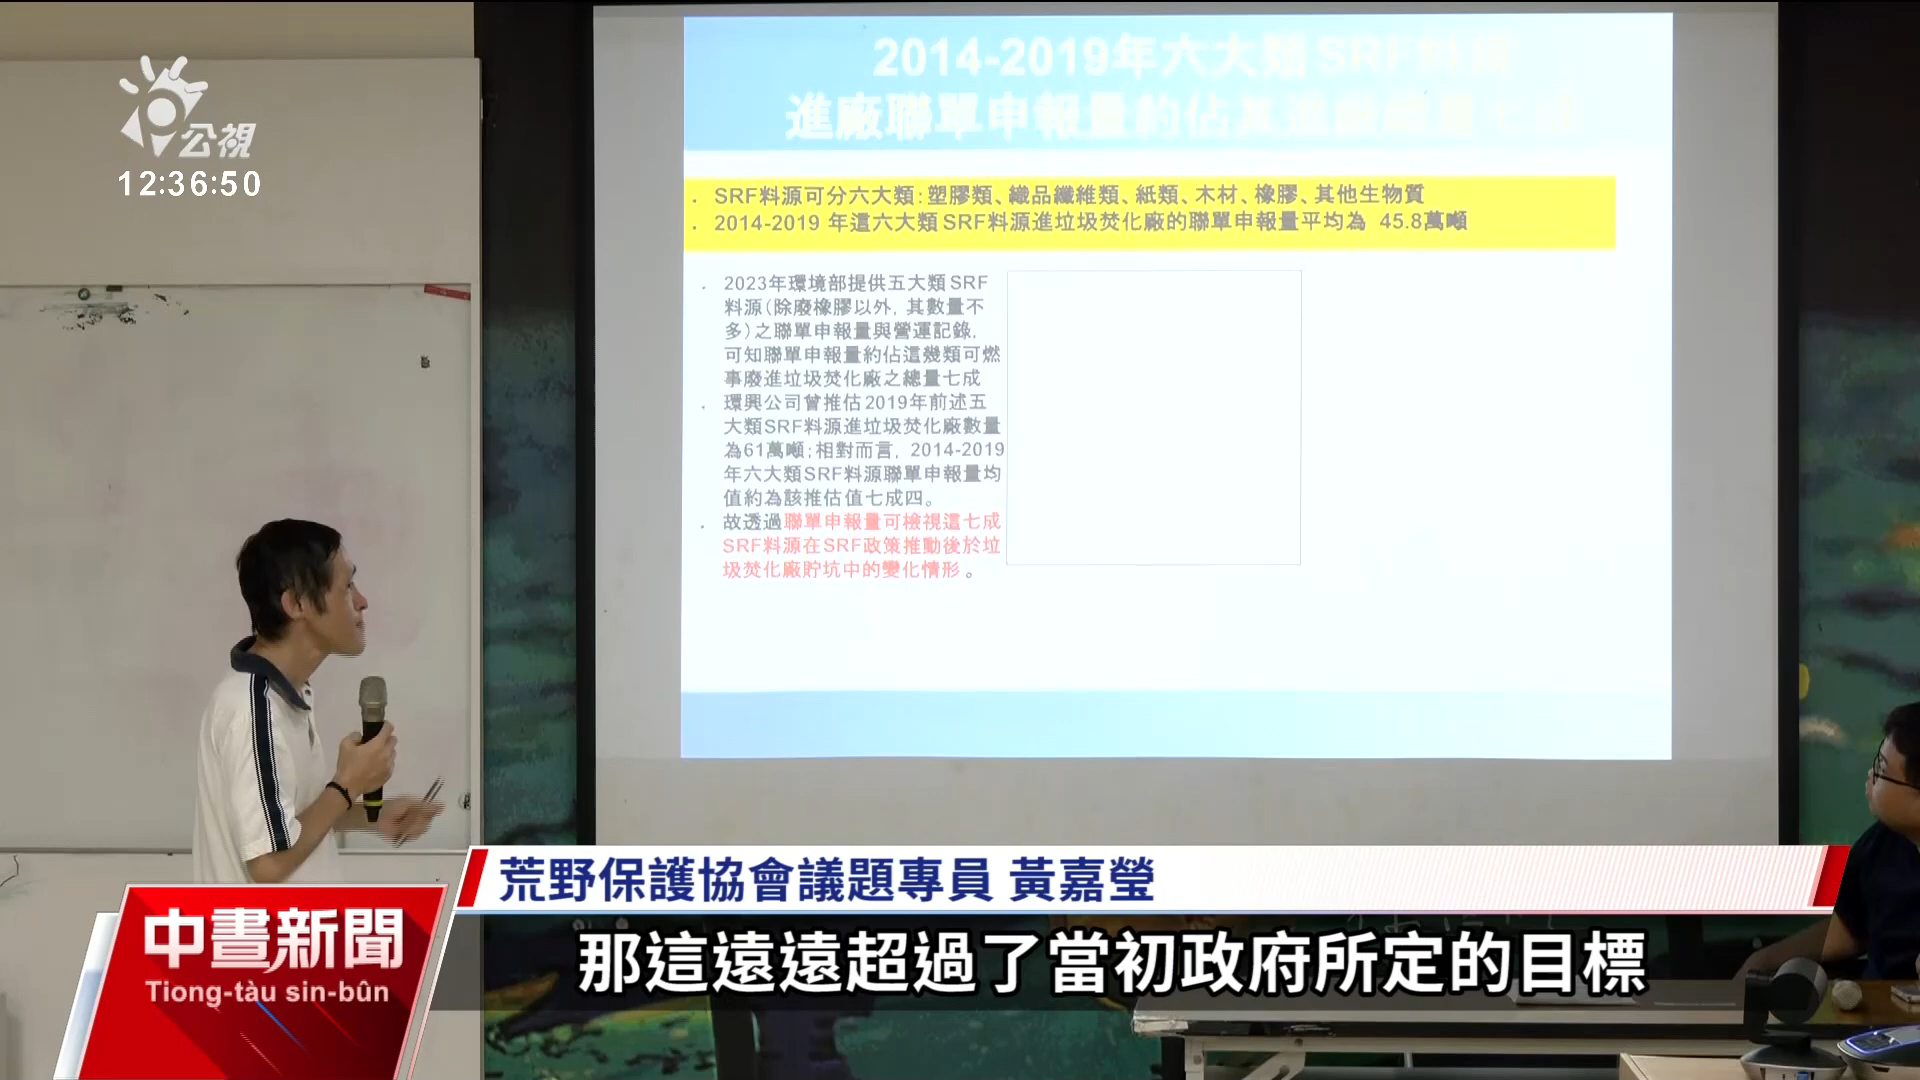 公視
12:36:50
2014-2019年六大類SRF料源
進廠聯單申報量約佔其進廠總量七成
. SRF料源可分六大類：塑膠類、織品纖維類、紙類、木材、橡膠、其他生物質
. 2014-2019 年這六大類SRF料源進垃圾焚化廠的聯單申報量平均為 45.8萬噸
. 2023年環境部提供五大類SRF
料源(除廢橡膠以外, 其數量不
多)之聯單申報量與營運記錄,
可知聯單申報量約佔這幾類可燃
事廢進垃圾焚化廠之總量七成
. 環興公司曾推估2019年前述五
大類SRF料源進垃圾焚化廠數量
為61萬噸;相對而言, 2014-2019
年六大類SRF料源聯單申報量均
值約為該推估值七成四。
. 故透過聯單申報量可檢視這七成
SRF料源在SRF政策推動後於垃
圾焚化廠貯坑中的變化情形。
荒野保護協會議題專員 黃嘉瑩
中晝新聞
Tiong-tàu sin-bûn
那這遠遠超過了當初政府所定的目標